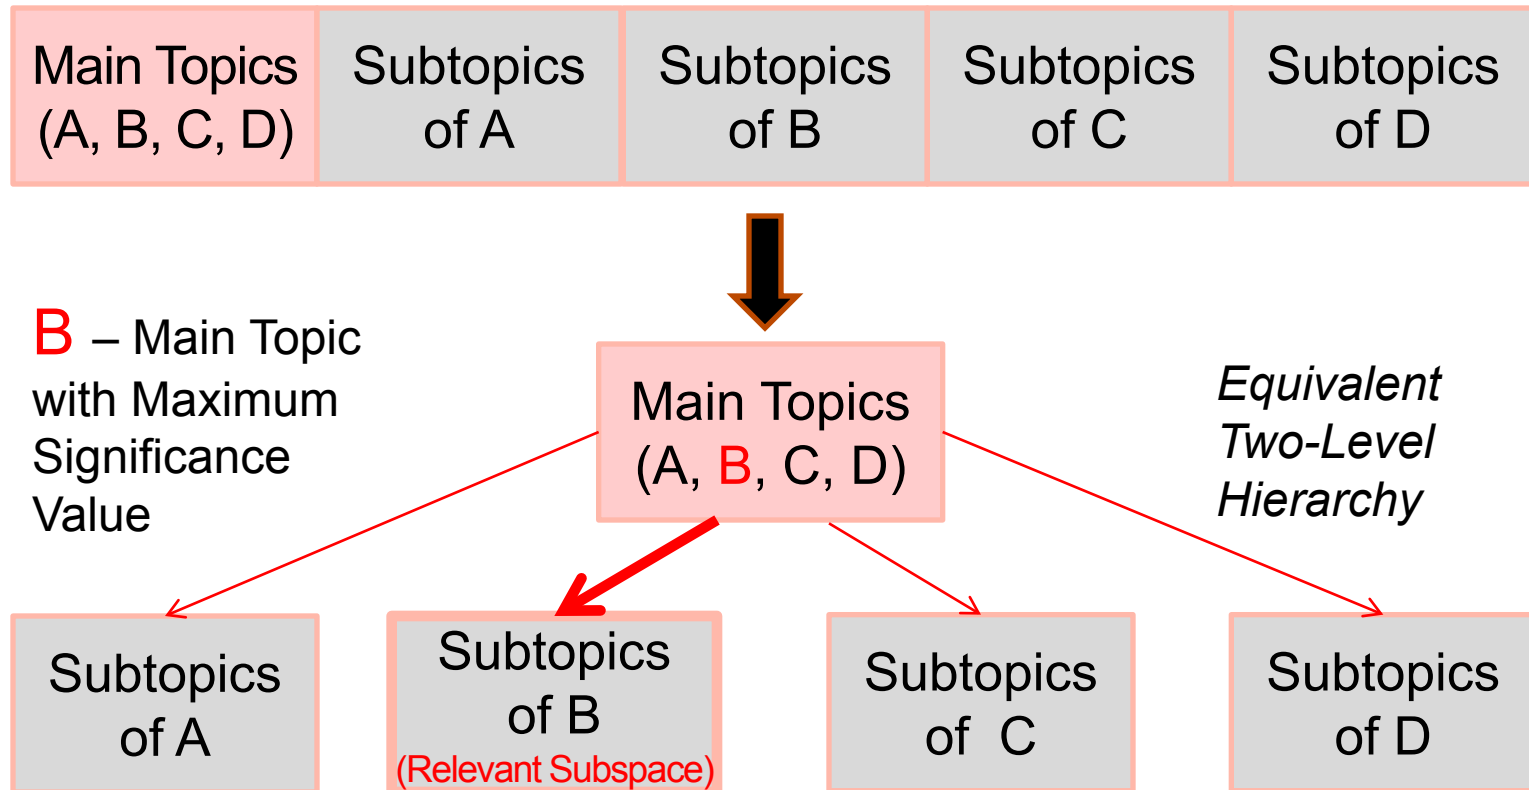 Main Topics
(A, B, C, D)
Subtopics
of A
Subtopics
of B
Subtopics
of C
Subtopics
of D
B – Main Topic
with Maximum
Significance
Value
Main Topics
(A, B, C, D)
Equivalent
Two-Level
Hierarchy
Subtopics
of A
Subtopics
of B
(Relevant Subspace)
Subtopics
of C
Subtopics
of D